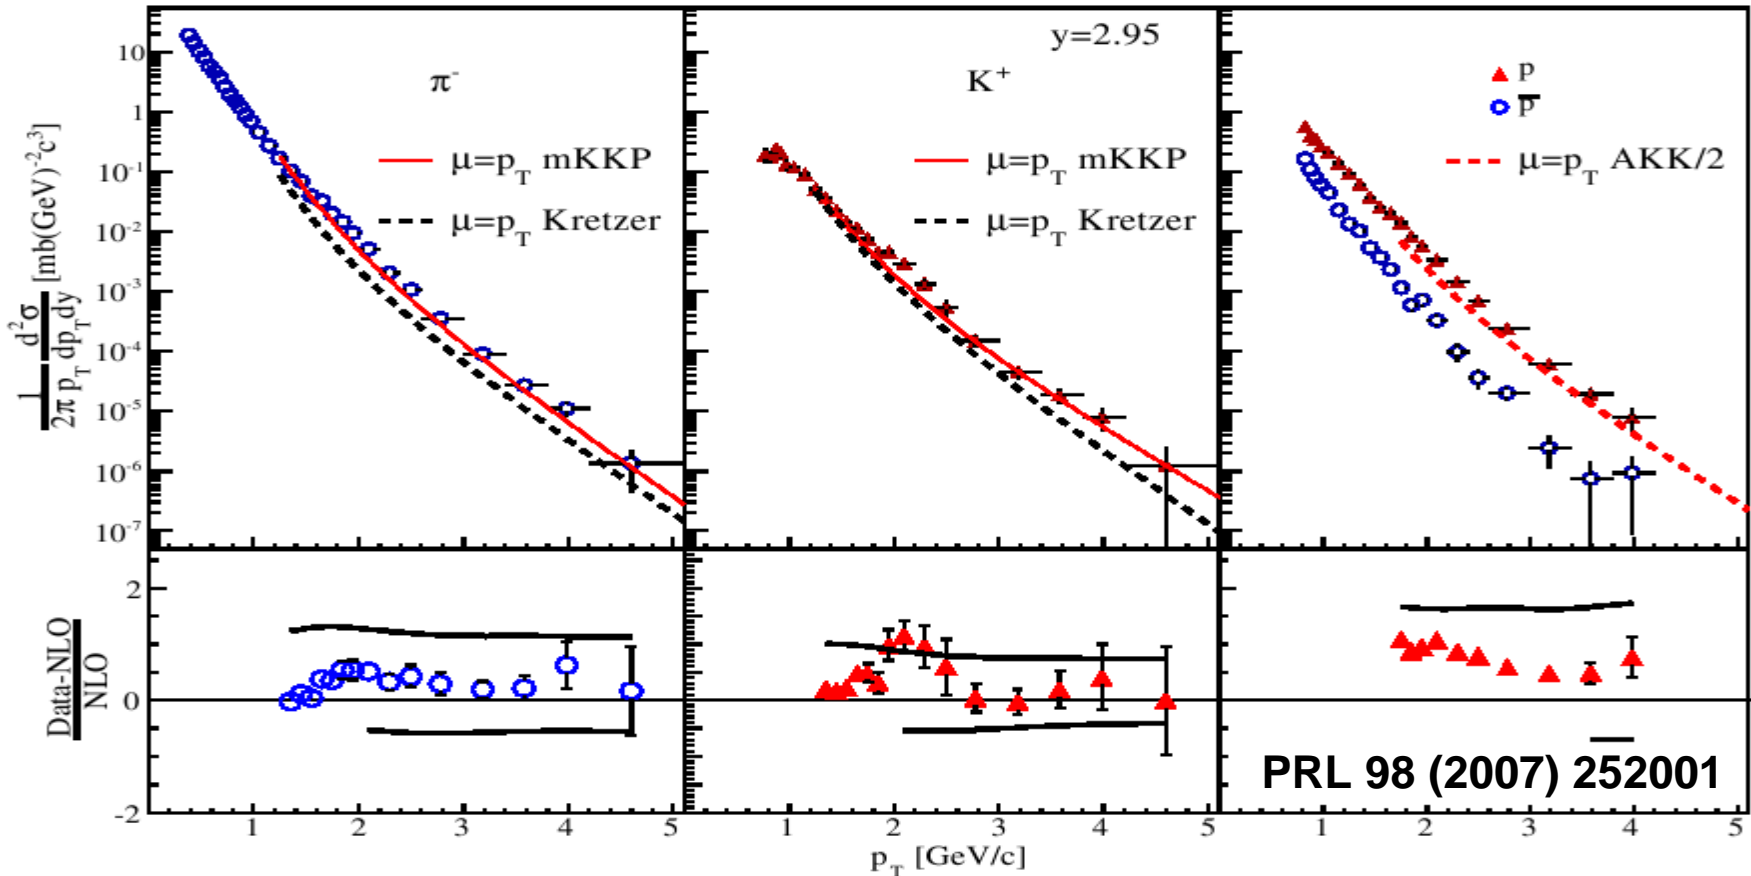 y=2.95
π⁻
K⁺
p
p̅
μ=p_T mKKP
μ=p_T Kretzer
μ=p_T mKKP
μ=p_T Kretzer
μ=p_T AKK/2
1/(2π p_T) d²σ/(dp_T dy) [mb(GeV)⁻²c³]
10
1
10⁻¹
10⁻²
10⁻³
10⁻⁴
10⁻⁵
10⁻⁶
10⁻⁷
Data-NLO
NLO
2
0
-2
PRL 98 (2007) 252001
1 2 3 4 5 1 2 3 4 5 1 2 3 4 5
p_T [GeV/c]